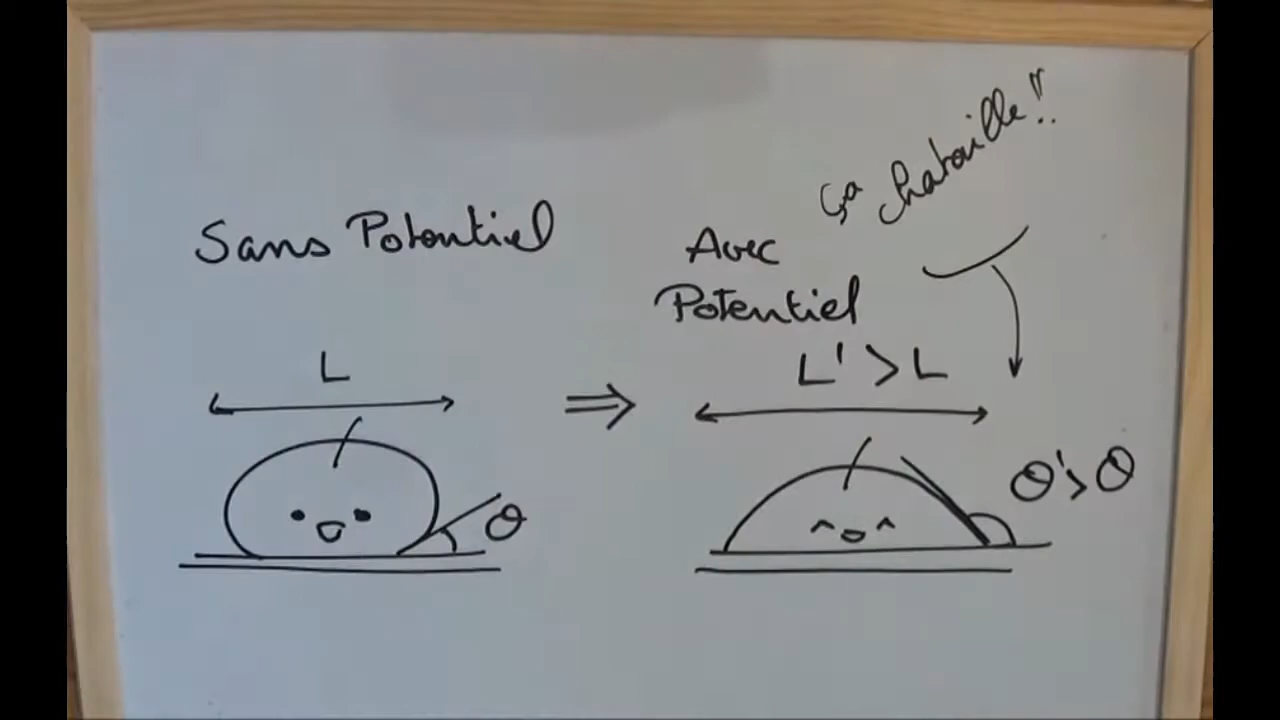 Sans Potentiel
L
⇒
ça chatouille!!
Avec
Potentiel
L' > L
θ
θ' > θ